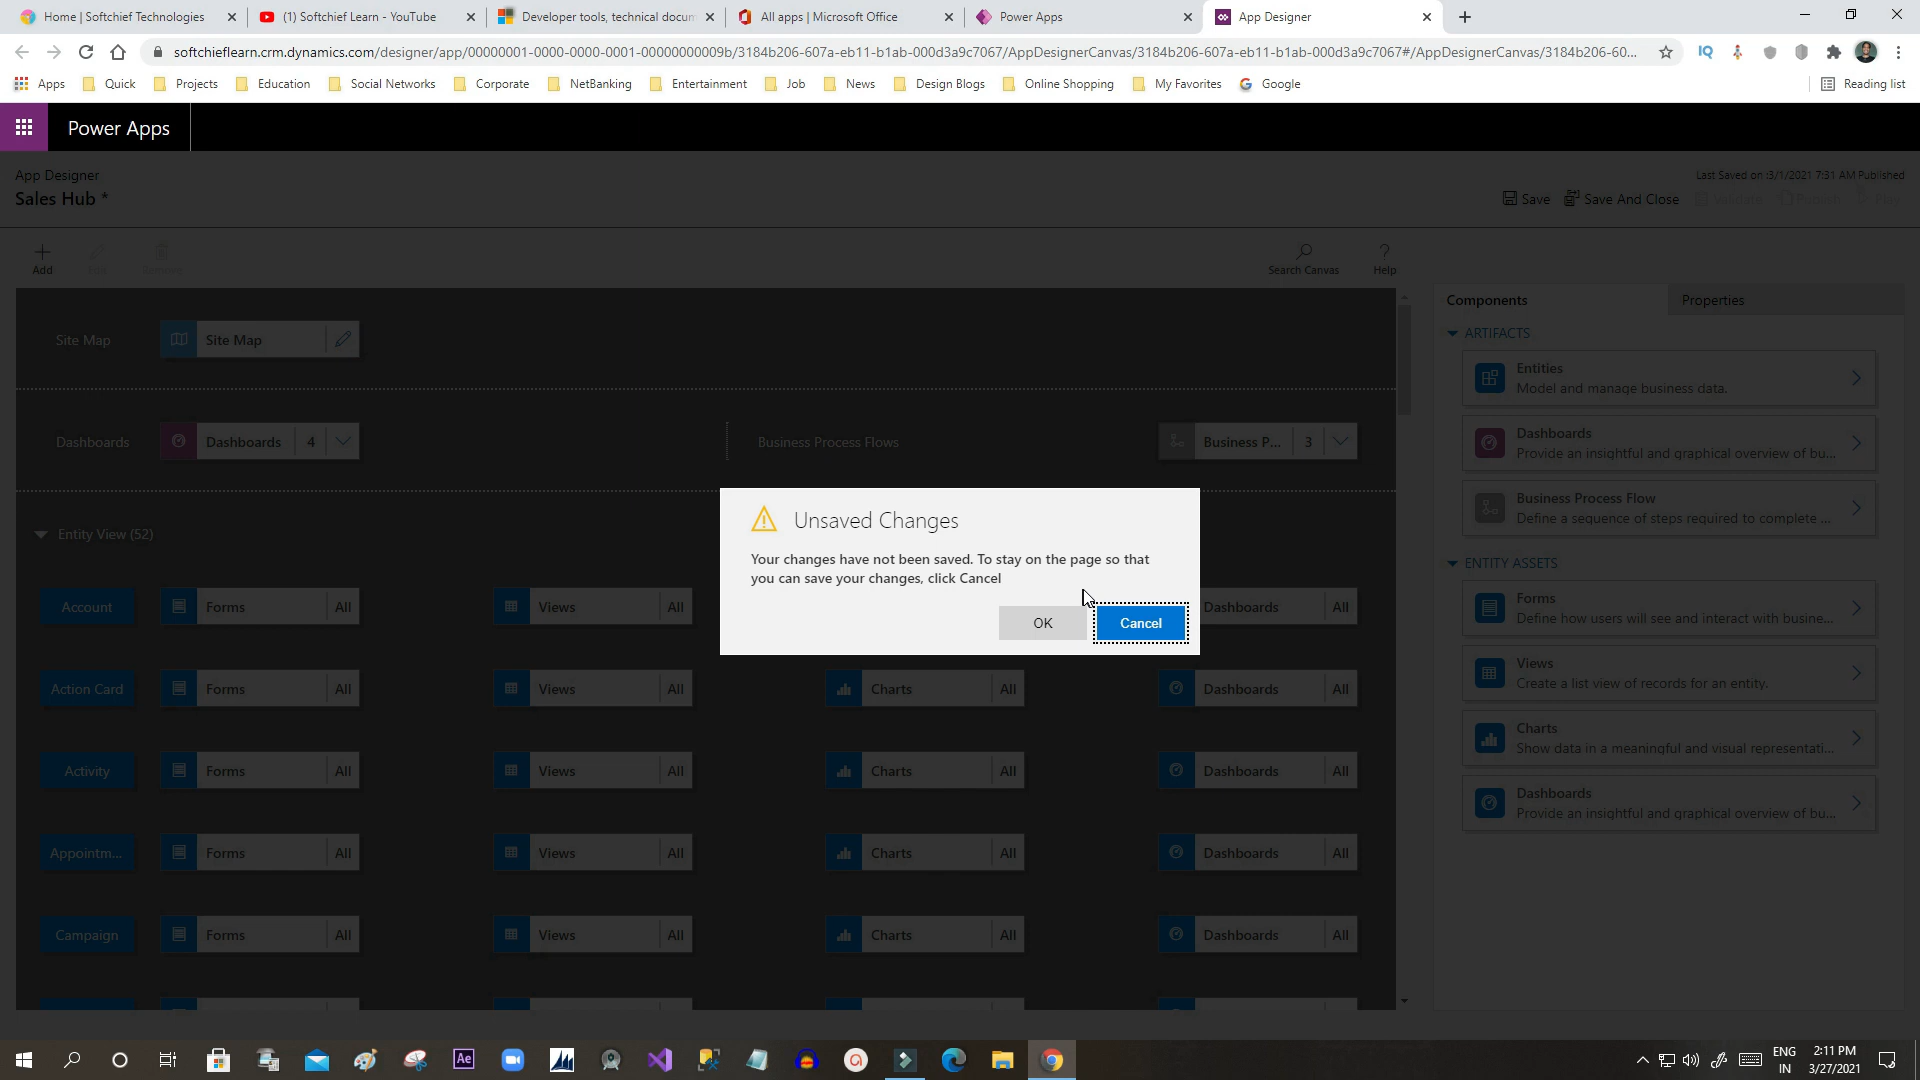 Home | Softchief Technologies
(1) Softchief Learn - YouTube
Developer tools, technical docum
All apps | Microsoft Office
Power Apps
App Designer
softchieflearn.crm.dynamics.com/designer/app/00000001-0000-0000-0001-00000000009b/3184b206-607a-eb11-b1ab-000d3a9c7067/AppDesignerCanvas/3184b206-607a-eb11-b1ab-000d3a9c7067#/AppDesignerCanvas/3184b206-60...
Apps
Quick
Projects
Education
Social Networks
Corporate
NetBanking
Entertainment
Job
News
Design Blogs
Online Shopping
My Favorites
Google
Reading list
Power Apps
App Designer
Last Saved on :3/1/2021 7:31 AM Published
Sales Hub *
Save
Save And Close
Validate
Publish
Play
Add
Edit
Remove
Search Canvas
Help
Components
Properties
Site Map
Site Map
ARTIFACTS
Entities
Model and manage business data.
Dashboards
Dashboards 4
Business Process Flows
Business P... 3
Dashboards
Provide an insightful and graphical overview of bu...
Business Process Flow
Define a sequence of steps required to complete ...
Entity View (52)
Unsaved Changes
Your changes have not been saved. To stay on the page so that
you can save your changes, click Cancel
OK
Cancel
ENTITY ASSETS
Forms
Define how users will see and interact with busine...
Views
Create a list view of records for an entity.
Charts
Show data in a meaningful and visual representati...
Dashboards
Provide an insightful and graphical overview of bu...
Account Forms All Views All Dashboards All
Action Card Forms All Views All Charts All Dashboards All
Activity Forms All Views All Charts All Dashboards All
Appointm... Forms All Views All Charts All Dashboards All
Campaign Forms All Views All Charts All Dashboards All
Ae
ENG
IN
2:11 PM
3/27/2021